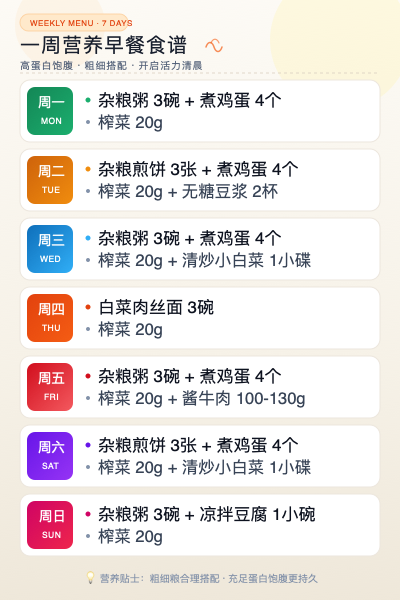 WEEKLY MENU · 7 DAYS
一周营养早餐食谱
高蛋白饱腹 · 粗细搭配 · 开启活力清晨
周一
MON
• 杂粮粥 3碗 + 煮鸡蛋 4个
• 榨菜 20g
周二
TUE
• 杂粮煎饼 3张 + 煮鸡蛋 4个
• 榨菜 20g + 无糖豆浆 2杯
周三
WED
• 杂粮粥 3碗 + 煮鸡蛋 4个
• 榨菜 20g + 清炒小白菜 1小碟
周四
THU
• 白菜肉丝面 3碗
• 榨菜 20g
周五
FRI
• 杂粮粥 3碗 + 煮鸡蛋 4个
• 榨菜 20g + 酱牛肉 100-130g
周六
SAT
• 杂粮煎饼 3张 + 煮鸡蛋 4个
• 榨菜 20g + 清炒小白菜 1小碟
周日
SUN
• 杂粮粥 3碗 + 凉拌豆腐 1小碗
• 榨菜 20g
💡 营养贴士：粗细粮合理搭配 · 充足蛋白饱腹更持久